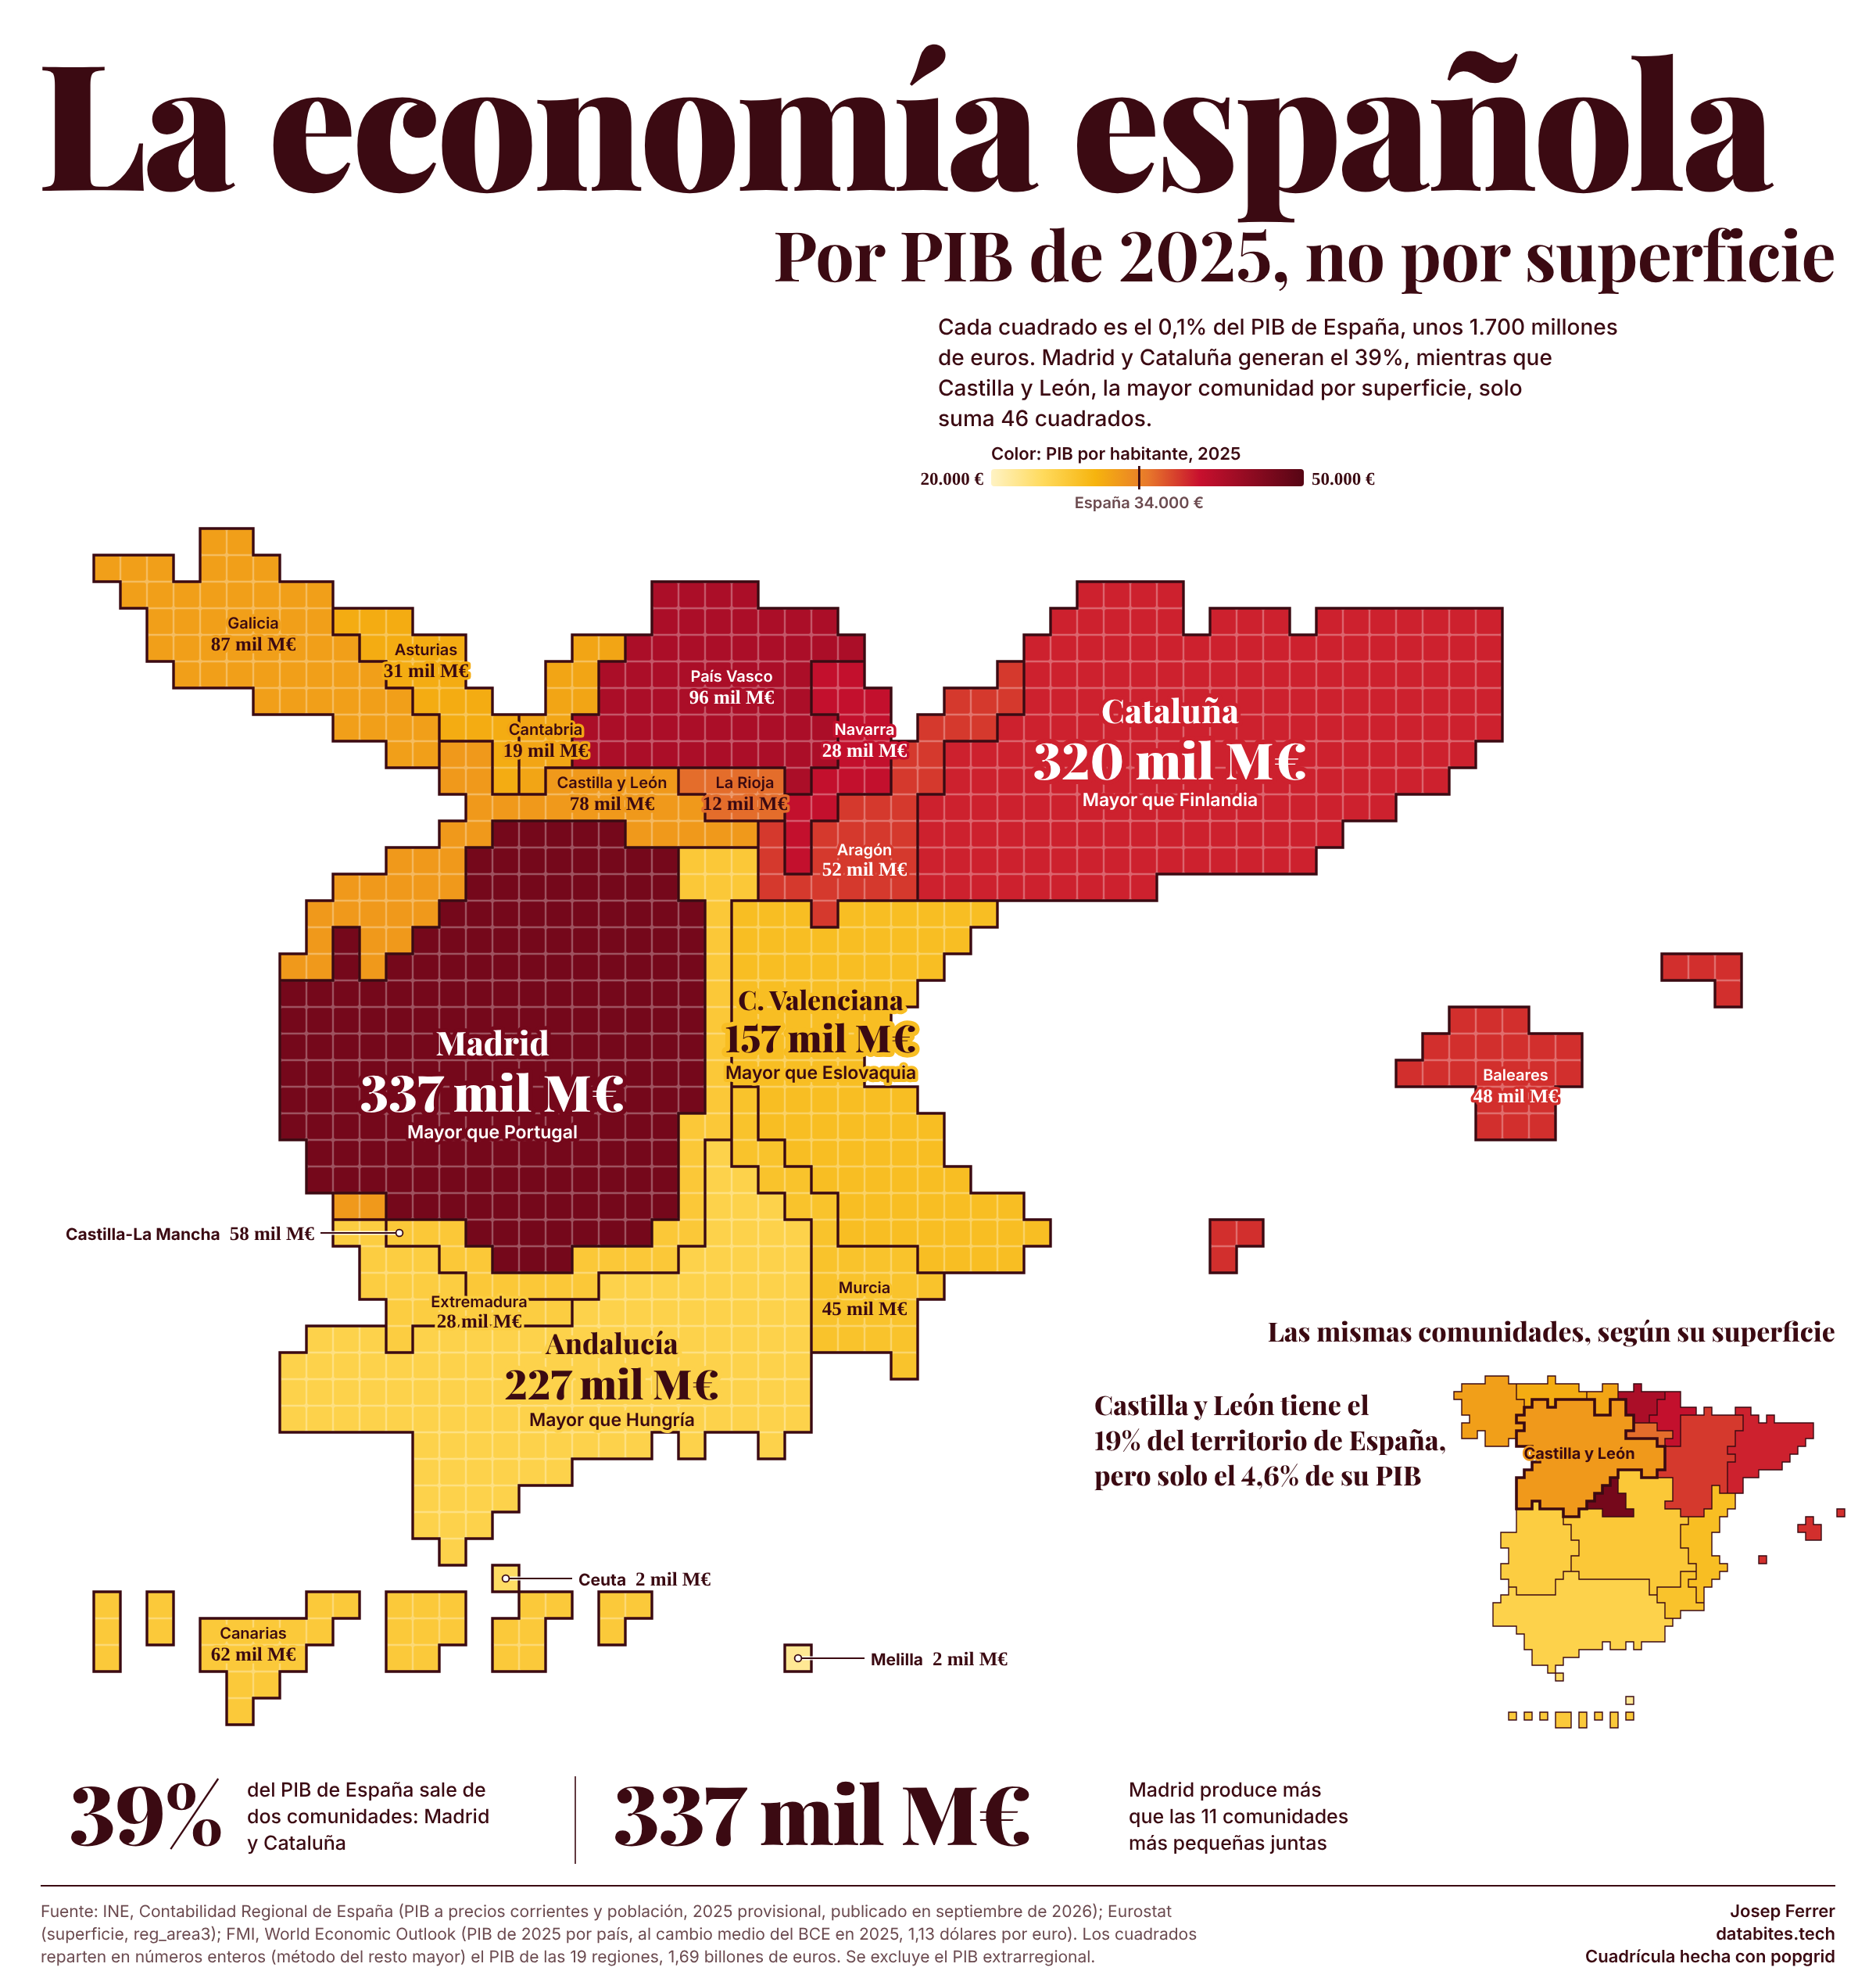 La economía española
Por PIB de 2025, no por superficie
Cada cuadrado es el 0,1% del PIB de España, unos 1.700 millones
de euros. Madrid y Cataluña generan el 39%, mientras que
Castilla y León, la mayor comunidad por superficie, solo
suma 46 cuadrados.
Color: PIB por habitante, 2025
20.000 €
50.000 €
España 34.000 €
Galicia
87 mil M€
Asturias
31 mil M€
Cantabria
19 mil M€
País Vasco
96 mil M€
Navarra
28 mil M€
Castilla y León
78 mil M€
La Rioja
12 mil M€
Aragón
52 mil M€
Cataluña
320 mil M€
Mayor que Finlandia
C. Valenciana
157 mil M€
Mayor que Eslovaquia
Madrid
337 mil M€
Mayor que Portugal
Baleares
48 mil M€
Castilla-La Mancha 58 mil M€
Extremadura
28 mil M€
Murcia
45 mil M€
Andalucía
227 mil M€
Mayor que Hungría
Ceuta 2 mil M€
Canarias
62 mil M€
Melilla 2 mil M€
Las mismas comunidades, según su superficie
Castilla y León tiene el
19% del territorio de España,
pero solo el 4,6% de su PIB
Castilla y León
39%
del PIB de España sale de
dos comunidades: Madrid
y Cataluña
337 mil M€
Madrid produce más
que las 11 comunidades
más pequeñas juntas
Fuente: INE, Contabilidad Regional de España (PIB a precios corrientes y población, 2025 provisional, publicado en septiembre de 2026); Eurostat
(superficie, reg_area3); FMI, World Economic Outlook (PIB de 2025 por país, al cambio medio del BCE en 2025, 1,13 dólares por euro). Los cuadrados
reparten en números enteros (método del resto mayor) el PIB de las 19 regiones, 1,69 billones de euros. Se excluye el PIB extrarregional.
Josep Ferrer
databites.tech
Cuadrícula hecha con popgrid